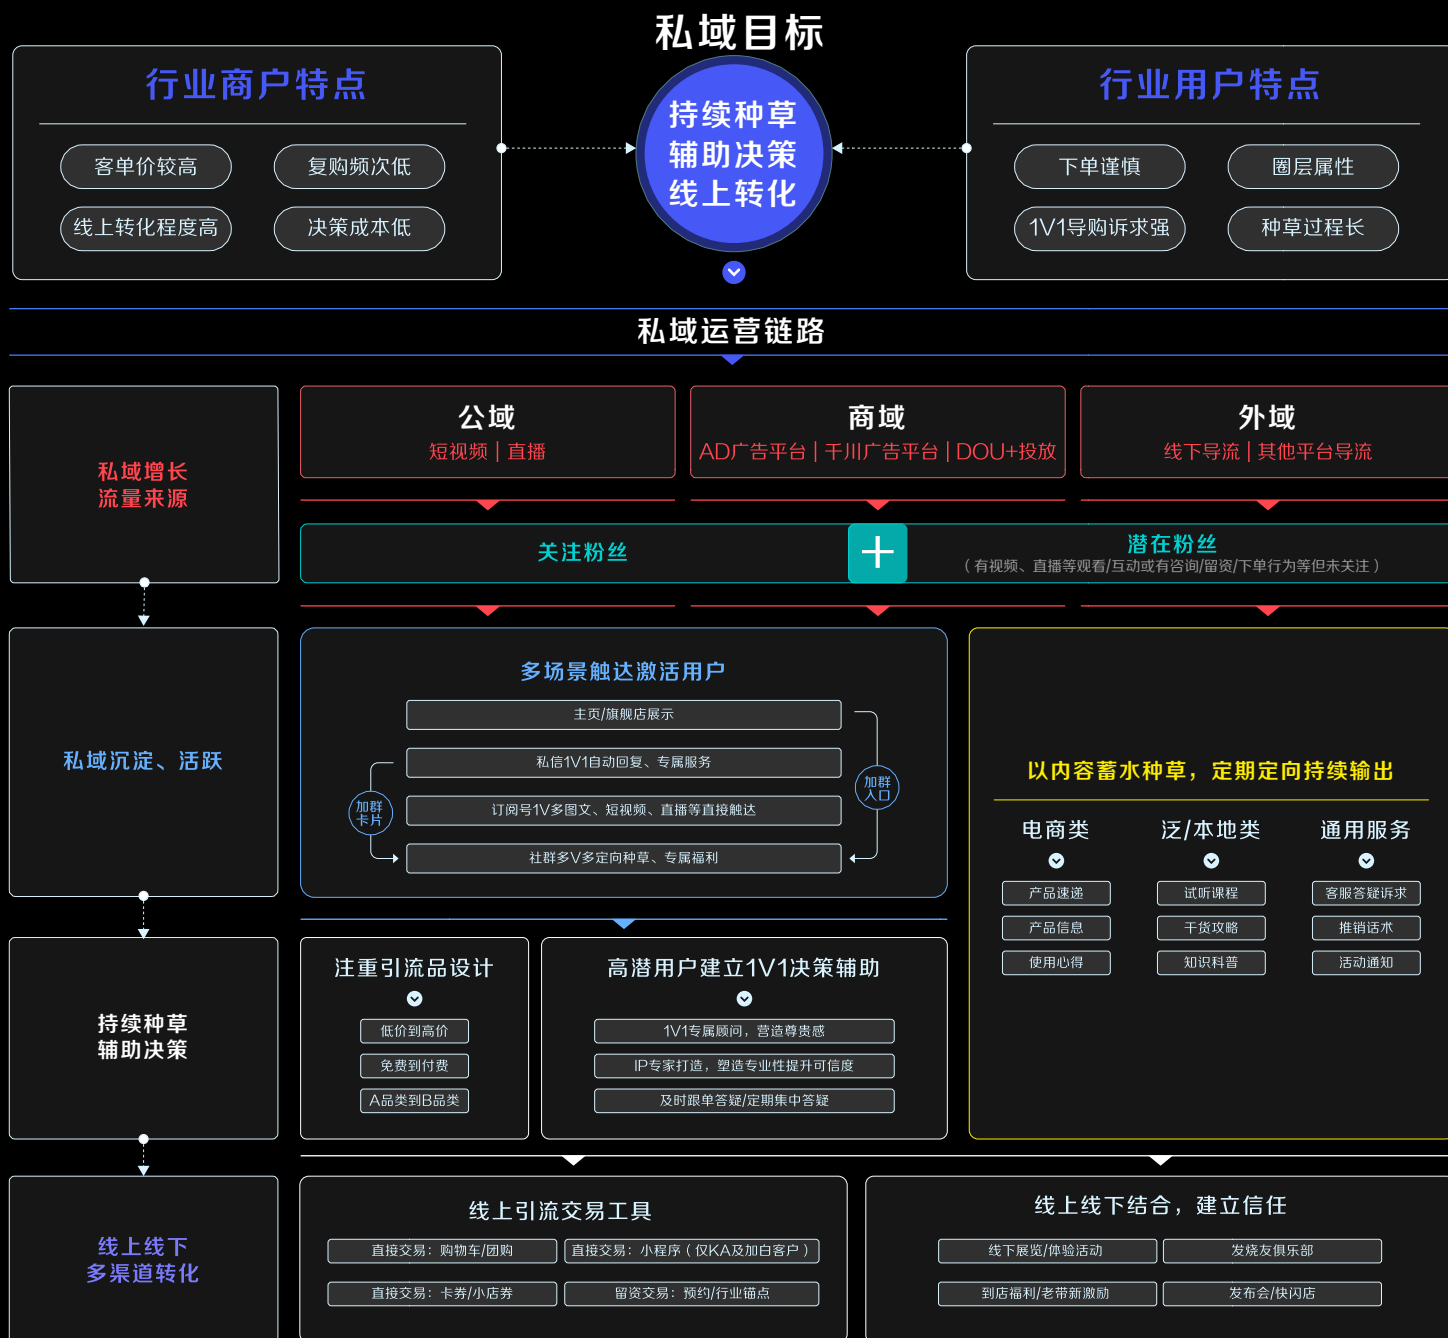 私域目标
行业商户特点
客单价较高
复购频次低
线上转化程度高
决策成本低
持续种草
辅助决策
线上转化
行业用户特点
下单谨慎
圈层属性
1V1导购诉求强
种草过程长
私域运营链路
私域增长
流量来源
公域
短视频 | 直播
商域
AD广告平台 | 千川广告平台 | DOU+投放
外域
线下导流 | 其他平台导流
关注粉丝
+
潜在粉丝
（有视频、直播等观看/互动或有咨询/留资/下单行为等但未关注）
私域沉淀、活跃
多场景触达激活用户
主页/旗舰店展示
私信1V1自动回复、专属服务
订阅号1V多图文、短视频、直播等直接触达
社群多V多定向种草、专属福利
加群
卡片
加群
入口
以内容蓄水种草，定期定向持续输出
电商类
产品速递
产品信息
使用心得
泛/本地类
试听课程
干货攻略
知识科普
通用服务
客服答疑诉求
推销话术
活动通知
持续种草
辅助决策
注重引流品设计
低价到高价
免费到付费
A品类到B品类
高潜用户建立1V1决策辅助
1V1专属顾问，营造尊贵感
IP专家打造，塑造专业性提升可信度
及时跟单答疑/定期集中答疑
线上线下
多渠道转化
线上引流交易工具
直接交易：购物车/团购
直接交易：小程序（仅KA及加白客户）
直接交易：卡券/小店券
留资交易：预约/行业锚点
线上线下结合，建立信任
线下展览/体验活动
发烧友俱乐部
到店福利/老带新激励
发布会/快闪店